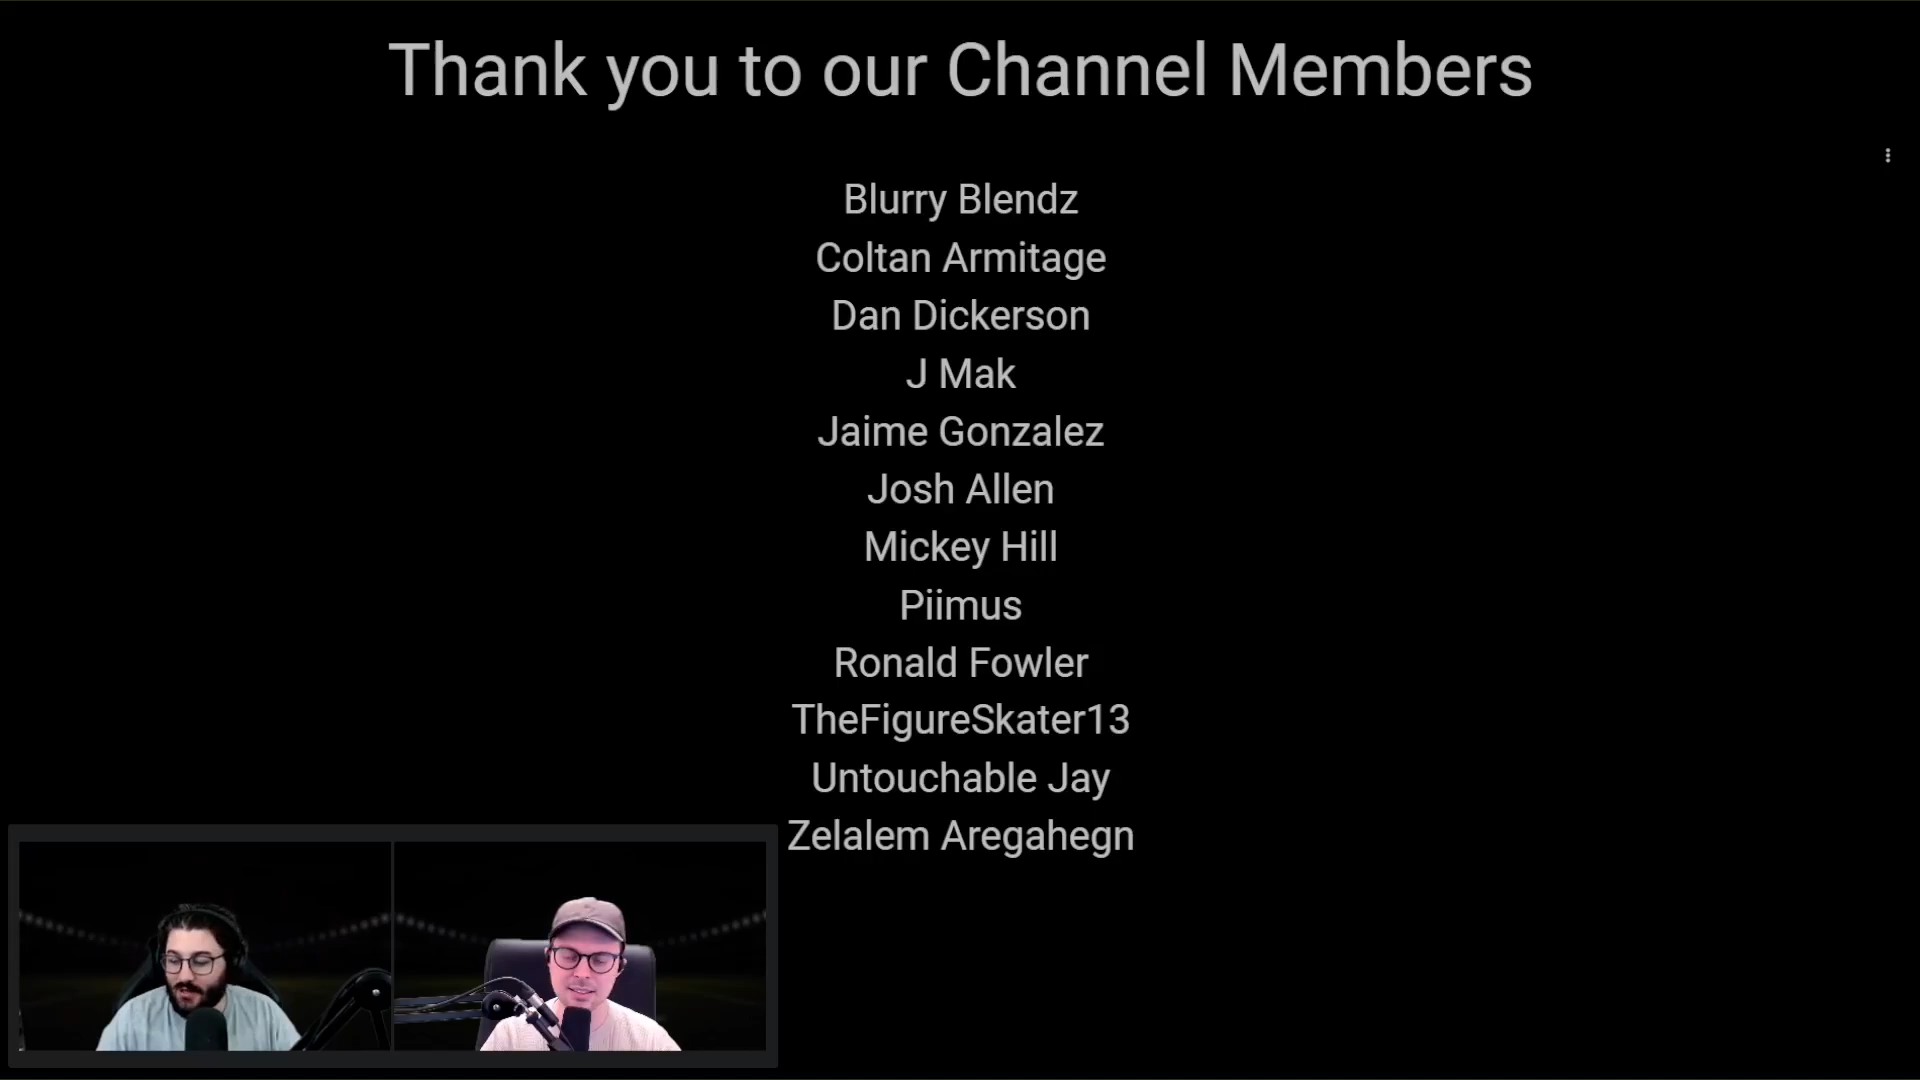 Thank you to our Channel Members
Blurry Blendz
Coltan Armitage
Dan Dickerson
J Mak
Jaime Gonzalez
Josh Allen
Mickey Hill
Piimus
Ronald Fowler
TheFigureSkater13
Untouchable Jay
Zelalem Aregahegn